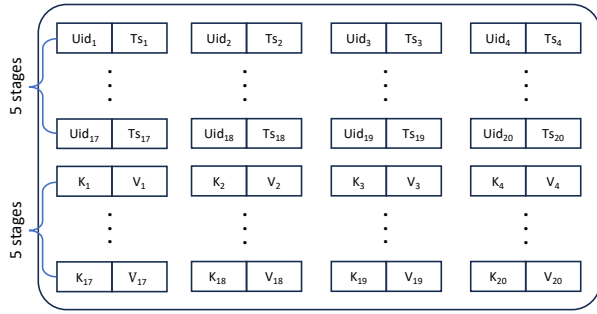 5 stages
Uid₁ Ts₁ Uid₂ Ts₂ Uid₃ Ts₃ Uid₄ Ts₄
Uid₁₇ Ts₁₇ Uid₁₈ Ts₁₈ Uid₁₉ Ts₁₉ Uid₂₀ Ts₂₀
5 stages
K₁ V₁ K₂ V₂ K₃ V₃ K₄ V₄
K₁₇ V₁₇ K₁₈ V₁₈ K₁₉ V₁₉ K₂₀ V₂₀